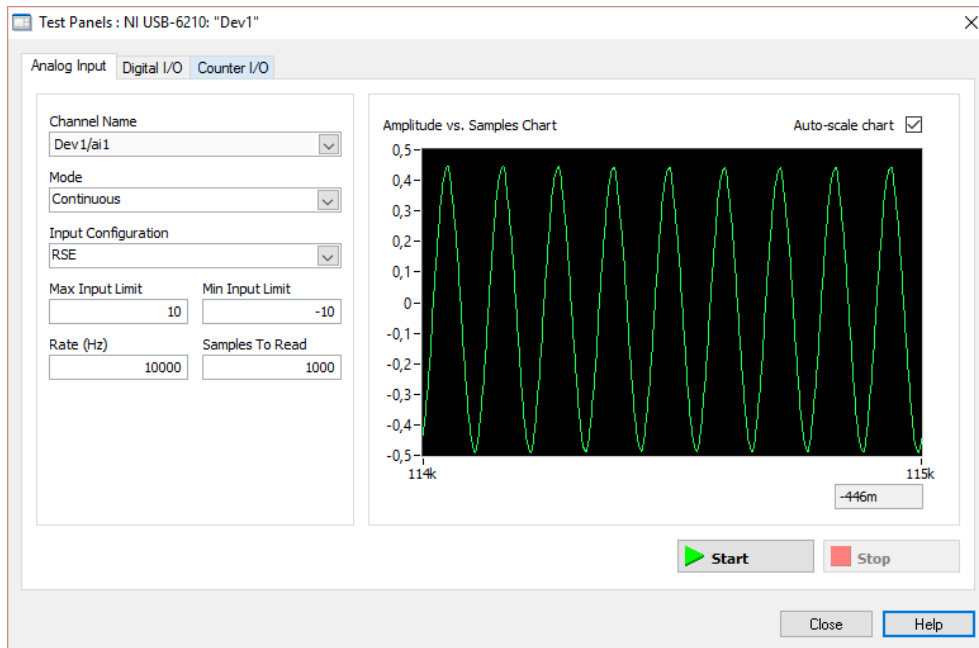 Test Panels : NI USB-6210: "Dev1"
Analog Input Digital I/O Counter I/O
Channel Name
Dev1/ai1
Mode
Continuous
Input Configuration
RSE
Max Input Limit Min Input Limit
10 -10
Rate (Hz) Samples To Read
10000 1000
Amplitude vs. Samples Chart Auto-scale chart
0,5
0,4
0,3
0,2
0,1
0
-0,1
-0,2
-0,3
-0,4
-0,5
114k 115k
-446m
Start Stop
Close Help